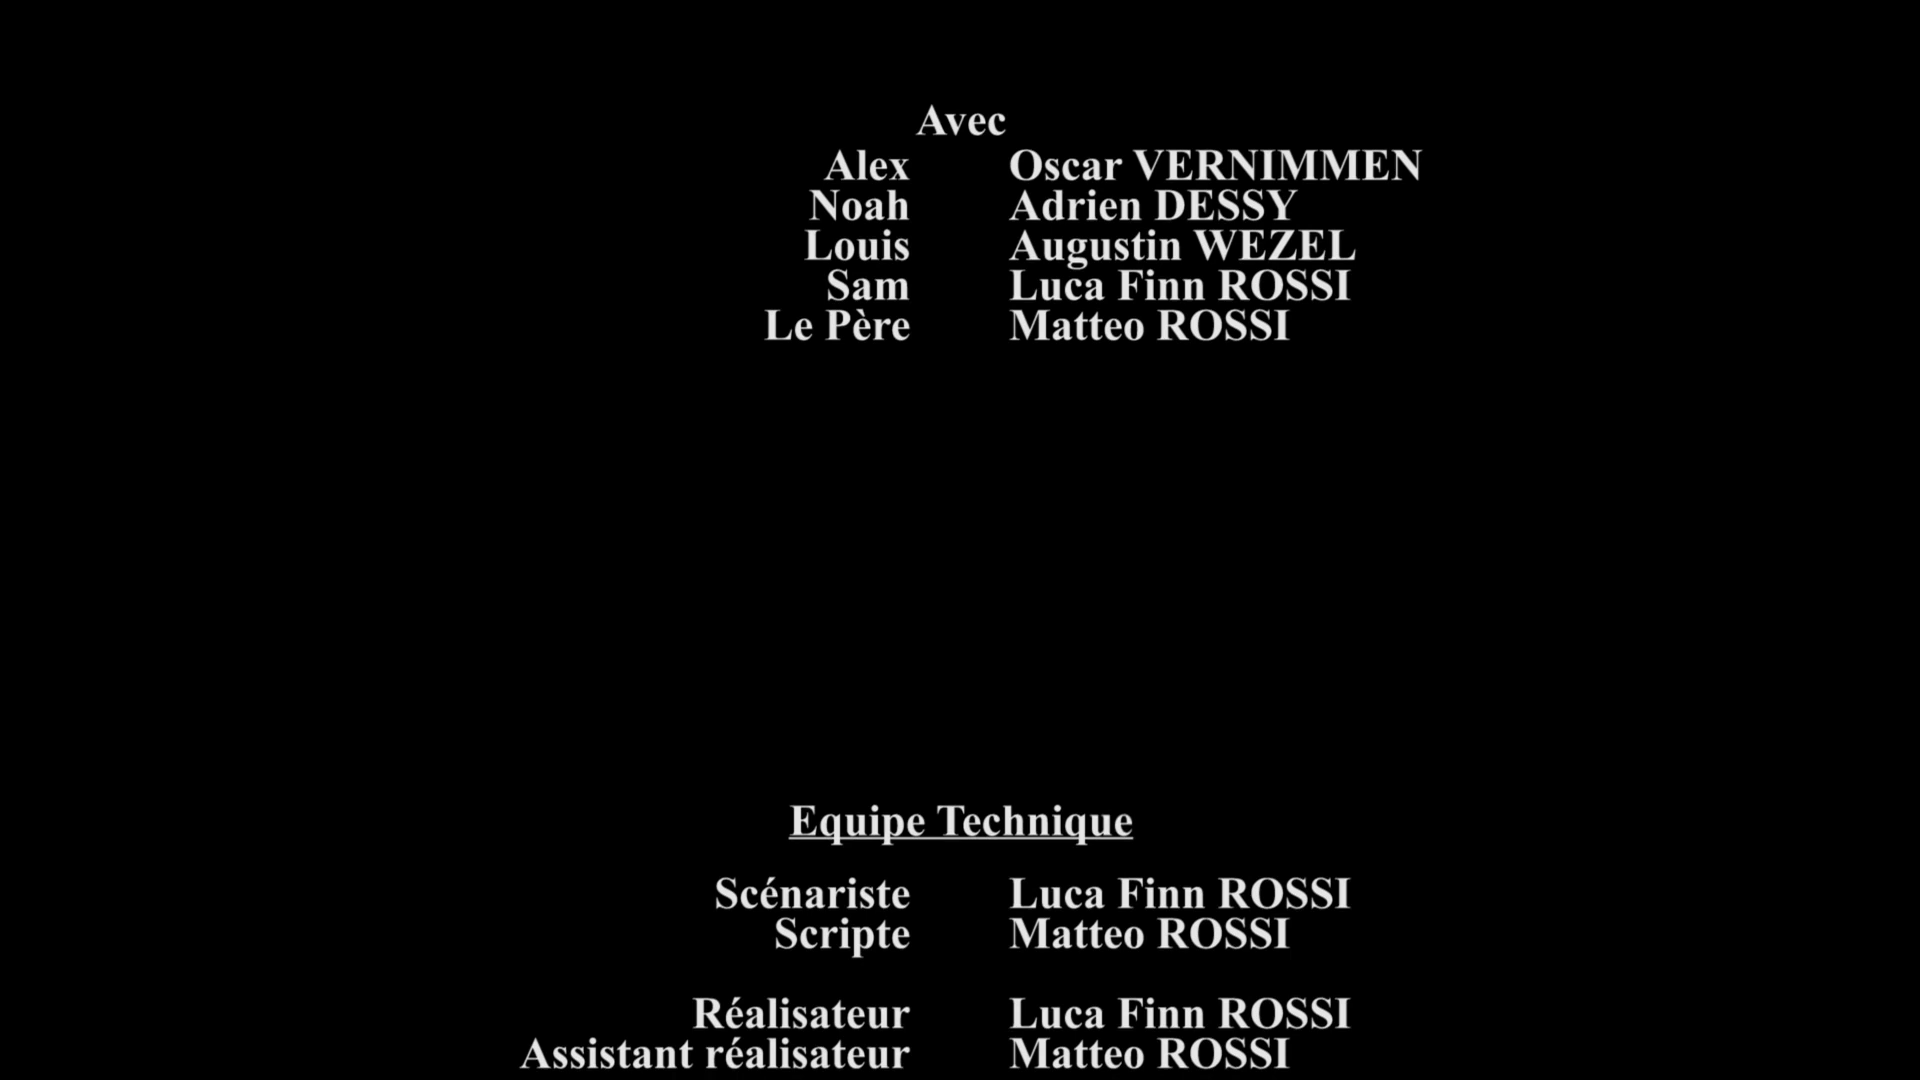 Avec
Alex Oscar VERNIMMEN
Noah Adrien DESSY
Louis Augustin WEZEL
Sam Luca Finn ROSSI
Le Père Matteo ROSSI
Equipe Technique
Scénariste Luca Finn ROSSI
Scripte Matteo ROSSI
Réalisateur Luca Finn ROSSI
Assistant réalisateur Matteo ROSSI